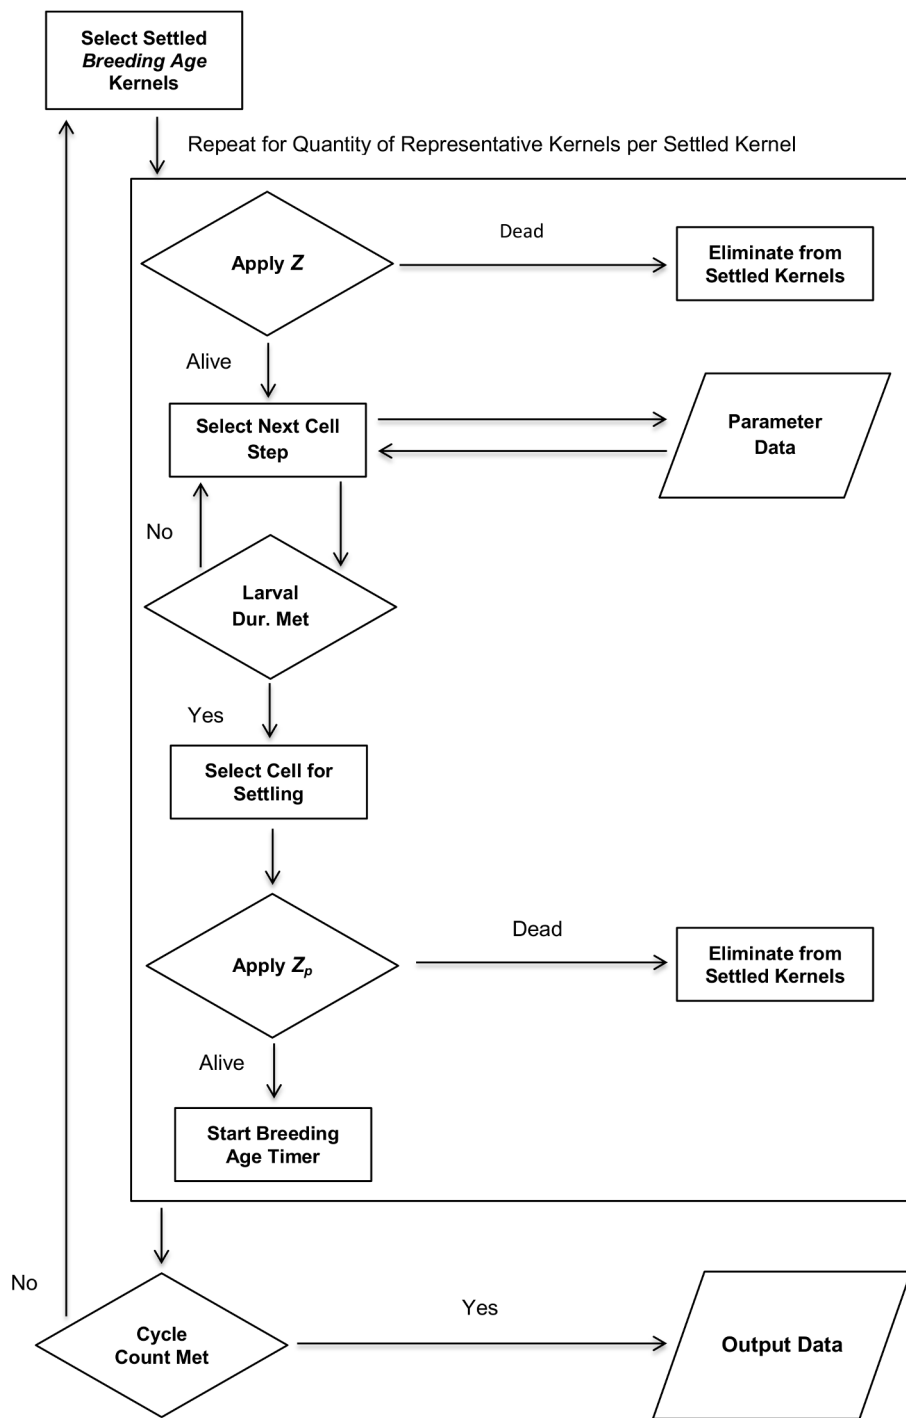 Select Settled
Breeding Age
Kernels
Repeat for Quantity of Representative Kernels per Settled Kernel
Apply Z
Dead
Eliminate from
Settled Kernels
Alive
Select Next Cell
Step
Parameter
Data
No
Larval
Dur. Met
Yes
Select Cell for
Settling
Apply Zp
Dead
Eliminate from
Settled Kernels
Alive
Start Breeding
Age Timer
No
Cycle
Count Met
Yes
Output Data